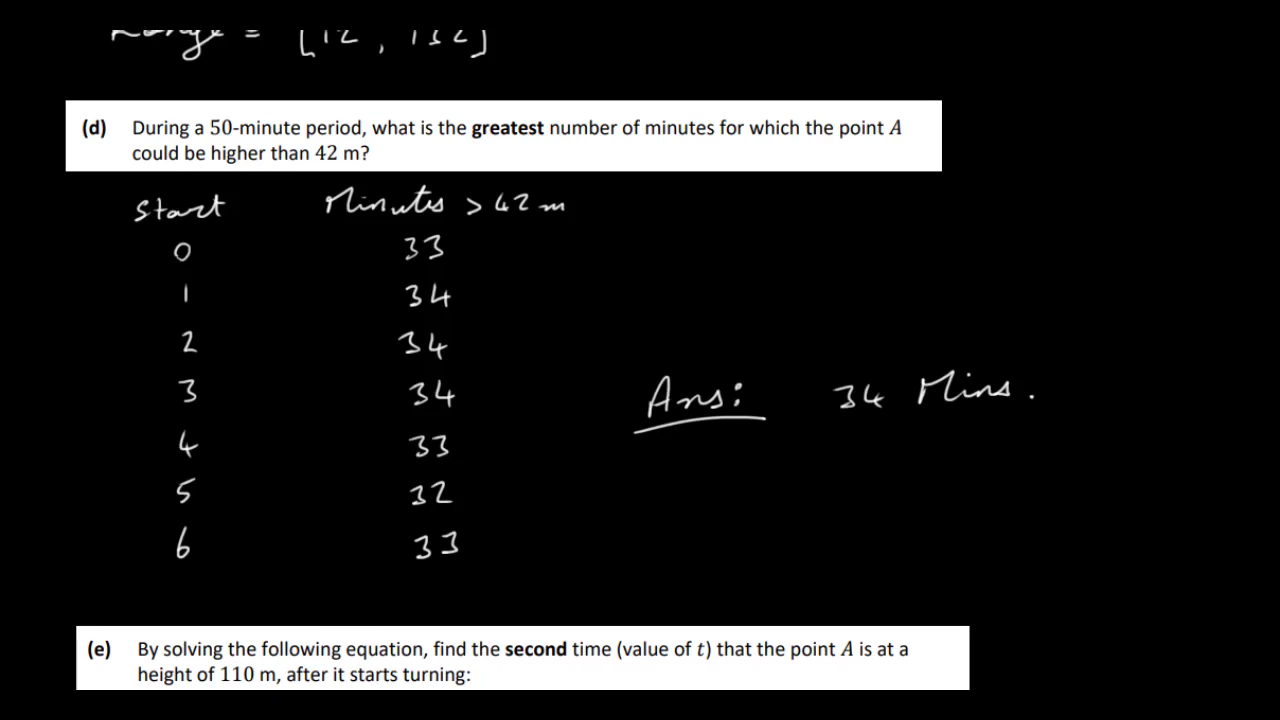 Range = [12, 132]
(d) During a 50-minute period, what is the greatest number of minutes for which the point A
could be higher than 42 m?
Start Minutes > 42 m
0 33
1 34
2 34
3 34
Ans: 34 Mins.
4 33
5 32
6 33
(e) By solving the following equation, find the second time (value of t) that the point A is at a
height of 110 m, after it starts turning: